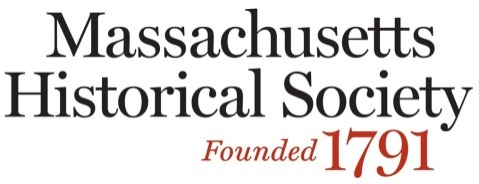 Massachusetts
Historical Society
Founded 1791